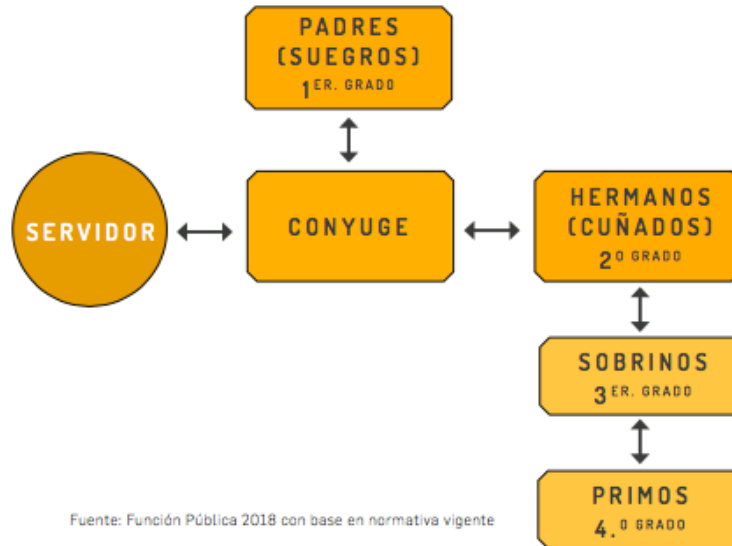 PADRES
(SUEGROS)
1ER. GRADO
SERVIDOR
CONYUGE
HERMANOS
(CUÑADOS)
2O GRADO
SOBRINOS
3ER. GRADO
PRIMOS
4.O GRADO
Fuente: Función Pública 2018 con base en normativa vigente